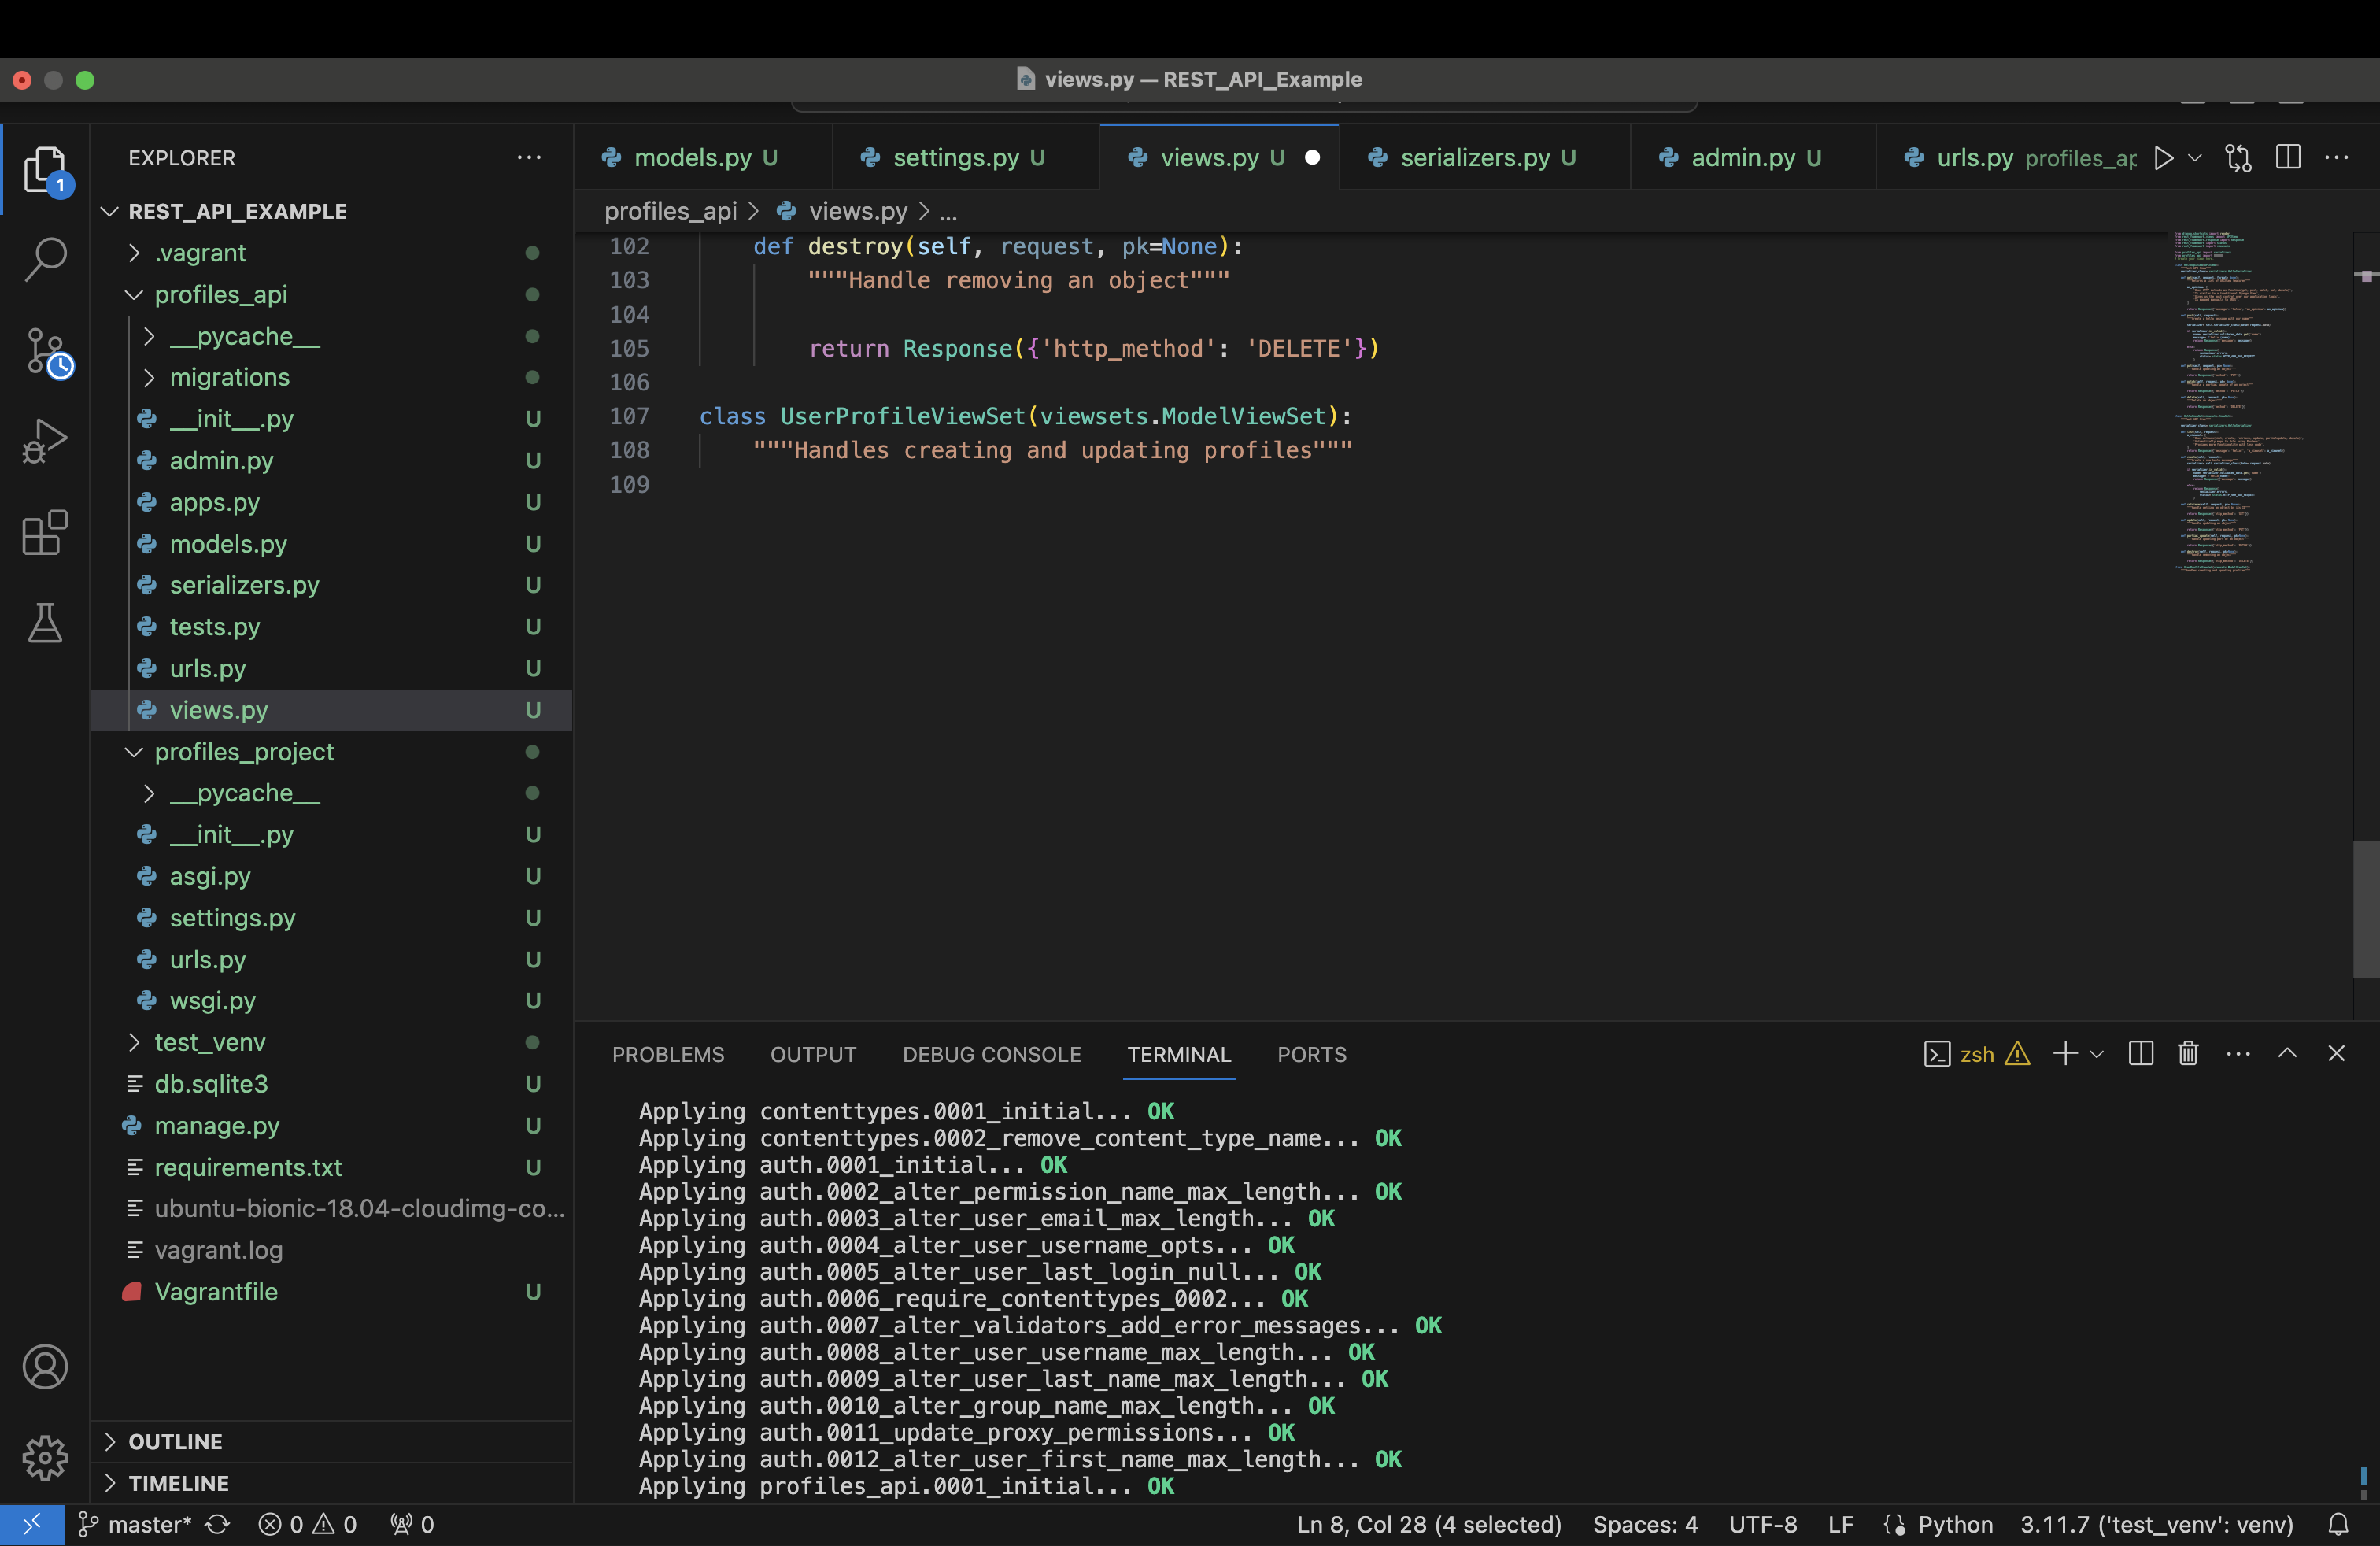 views.py — REST_API_Example
EXPLORER
1
REST_API_EXAMPLE
.vagrant
profiles_api
__pycache__
migrations
__init__.py U
admin.py U
apps.py U
models.py U
serializers.py U
tests.py U
urls.py U
views.py U
profiles_project
__pycache__
__init__.py U
asgi.py U
settings.py U
urls.py U
wsgi.py U
test_venv
db.sqlite3 U
manage.py U
requirements.txt U
ubuntu-bionic-18.04-cloudimg-co...
vagrant.log
Vagrantfile U
OUTLINE
TIMELINE
models.py U settings.py U views.py U serializers.py U admin.py U urls.py profiles_ap
profiles_api > views.py > ...
102 def destroy(self, request, pk=None):
103 """Handle removing an object"""
104
105 return Response({'http_method': 'DELETE'})
106
107 class UserProfileViewSet(viewsets.ModelViewSet):
108 """Handles creating and updating profiles"""
109
PROBLEMS OUTPUT DEBUG CONSOLE TERMINAL PORTS zsh
Applying contenttypes.0001_initial... OK
Applying contenttypes.0002_remove_content_type_name... OK
Applying auth.0001_initial... OK
Applying auth.0002_alter_permission_name_max_length... OK
Applying auth.0003_alter_user_email_max_length... OK
Applying auth.0004_alter_user_username_opts... OK
Applying auth.0005_alter_user_last_login_null... OK
Applying auth.0006_require_contenttypes_0002... OK
Applying auth.0007_alter_validators_add_error_messages... OK
Applying auth.0008_alter_user_username_max_length... OK
Applying auth.0009_alter_user_last_name_max_length... OK
Applying auth.0010_alter_group_name_max_length... OK
Applying auth.0011_update_proxy_permissions... OK
Applying auth.0012_alter_user_first_name_max_length... OK
Applying profiles_api.0001_initial... OK
master* 0 0 0 Ln 8, Col 28 (4 selected) Spaces: 4 UTF-8 LF Python 3.11.7 ('test_venv': venv)